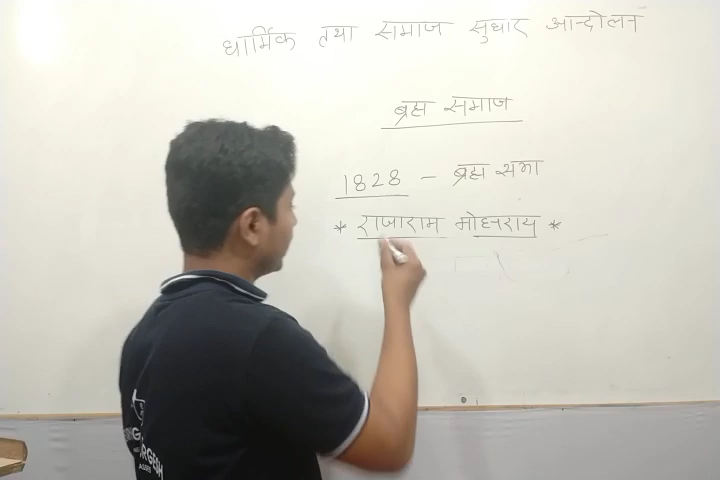 धार्मिक तथा समाज सुधार आन्दोलन
ब्रह्म समाज
1828 - ब्रह्म सभा
* राजाराम मोहनराय *